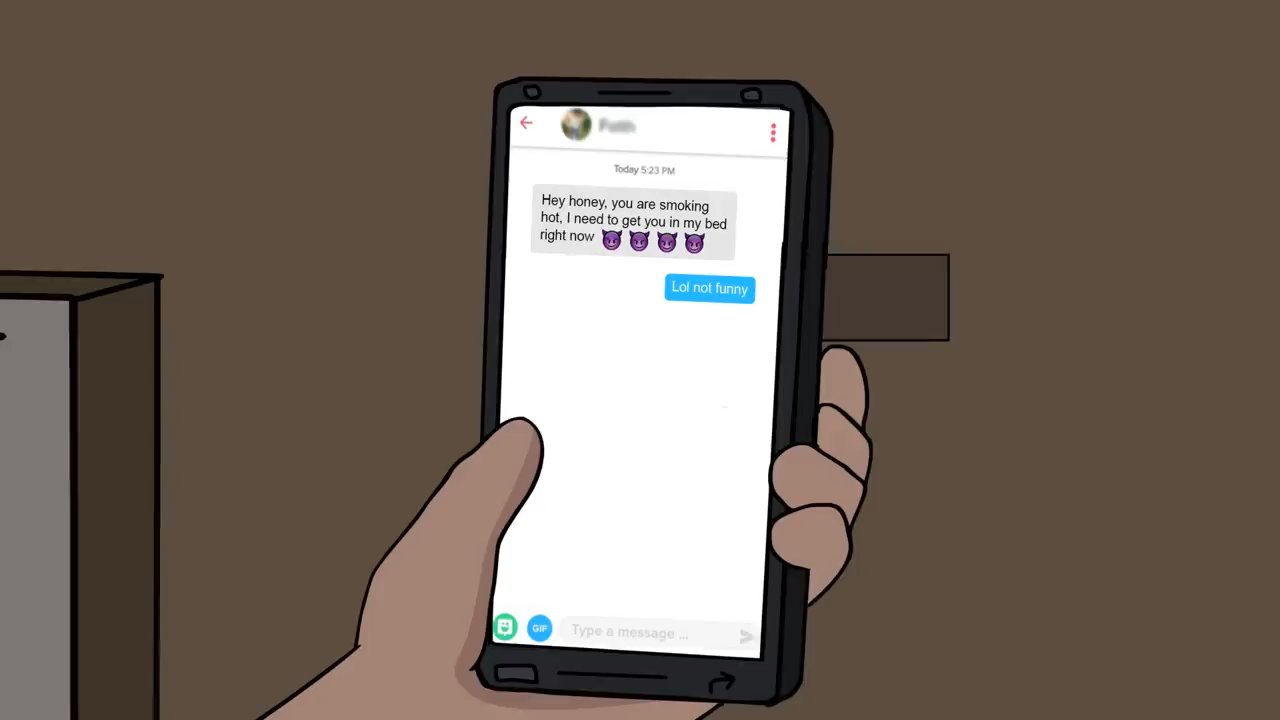 Today 5:23 PM
Hey honey, you are smoking
hot, I need to get you in my bed
right now 😈 😈 😈 😈
Lol not funny
GIF
Type a message ...